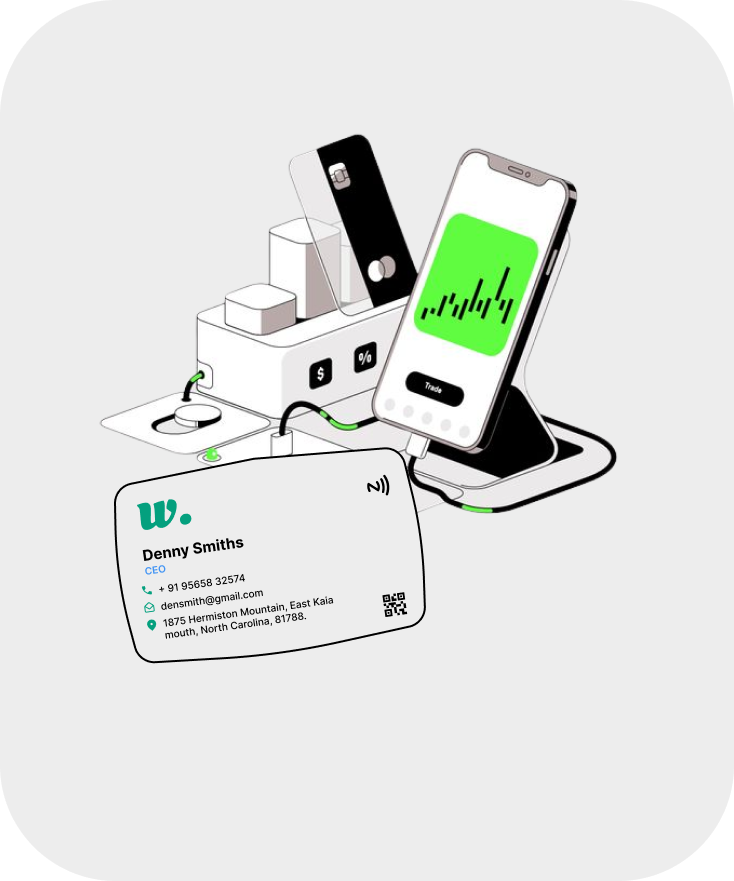 $
%
Trade
w.
Denny Smiths
CEO
+ 91 95658 32574
densmith@gmail.com
1875 Hermiston Mountain, East Kaia
mouth, North Carolina, 81788.